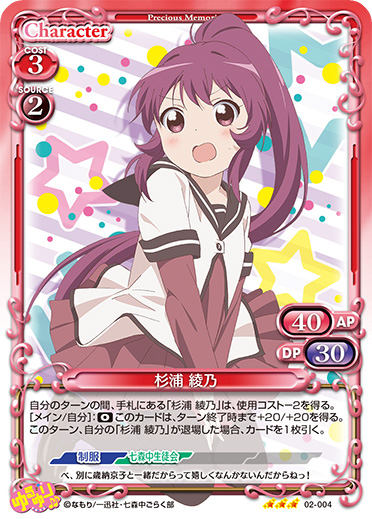 Precious Memories
Character
COST
3
SOURCE
2
40 AP
DP 30
杉浦 綾乃
自分のターンの間、手札にある「杉浦 綾乃」は、使用コスト－2を得る。
[メイン/自分]:0このカードは、ターン終了時まで+20/+20を得る。
このターン、自分の「杉浦 綾乃」が退場した場合、カードを1枚引く。
制服 七森中生徒会
べ、別に歳納京子と一緒だからって嬉しくなんかないんだからねっ!
ゆるゆり
©なもり/一迅社・七森中ごらく部
★★★ 02-004